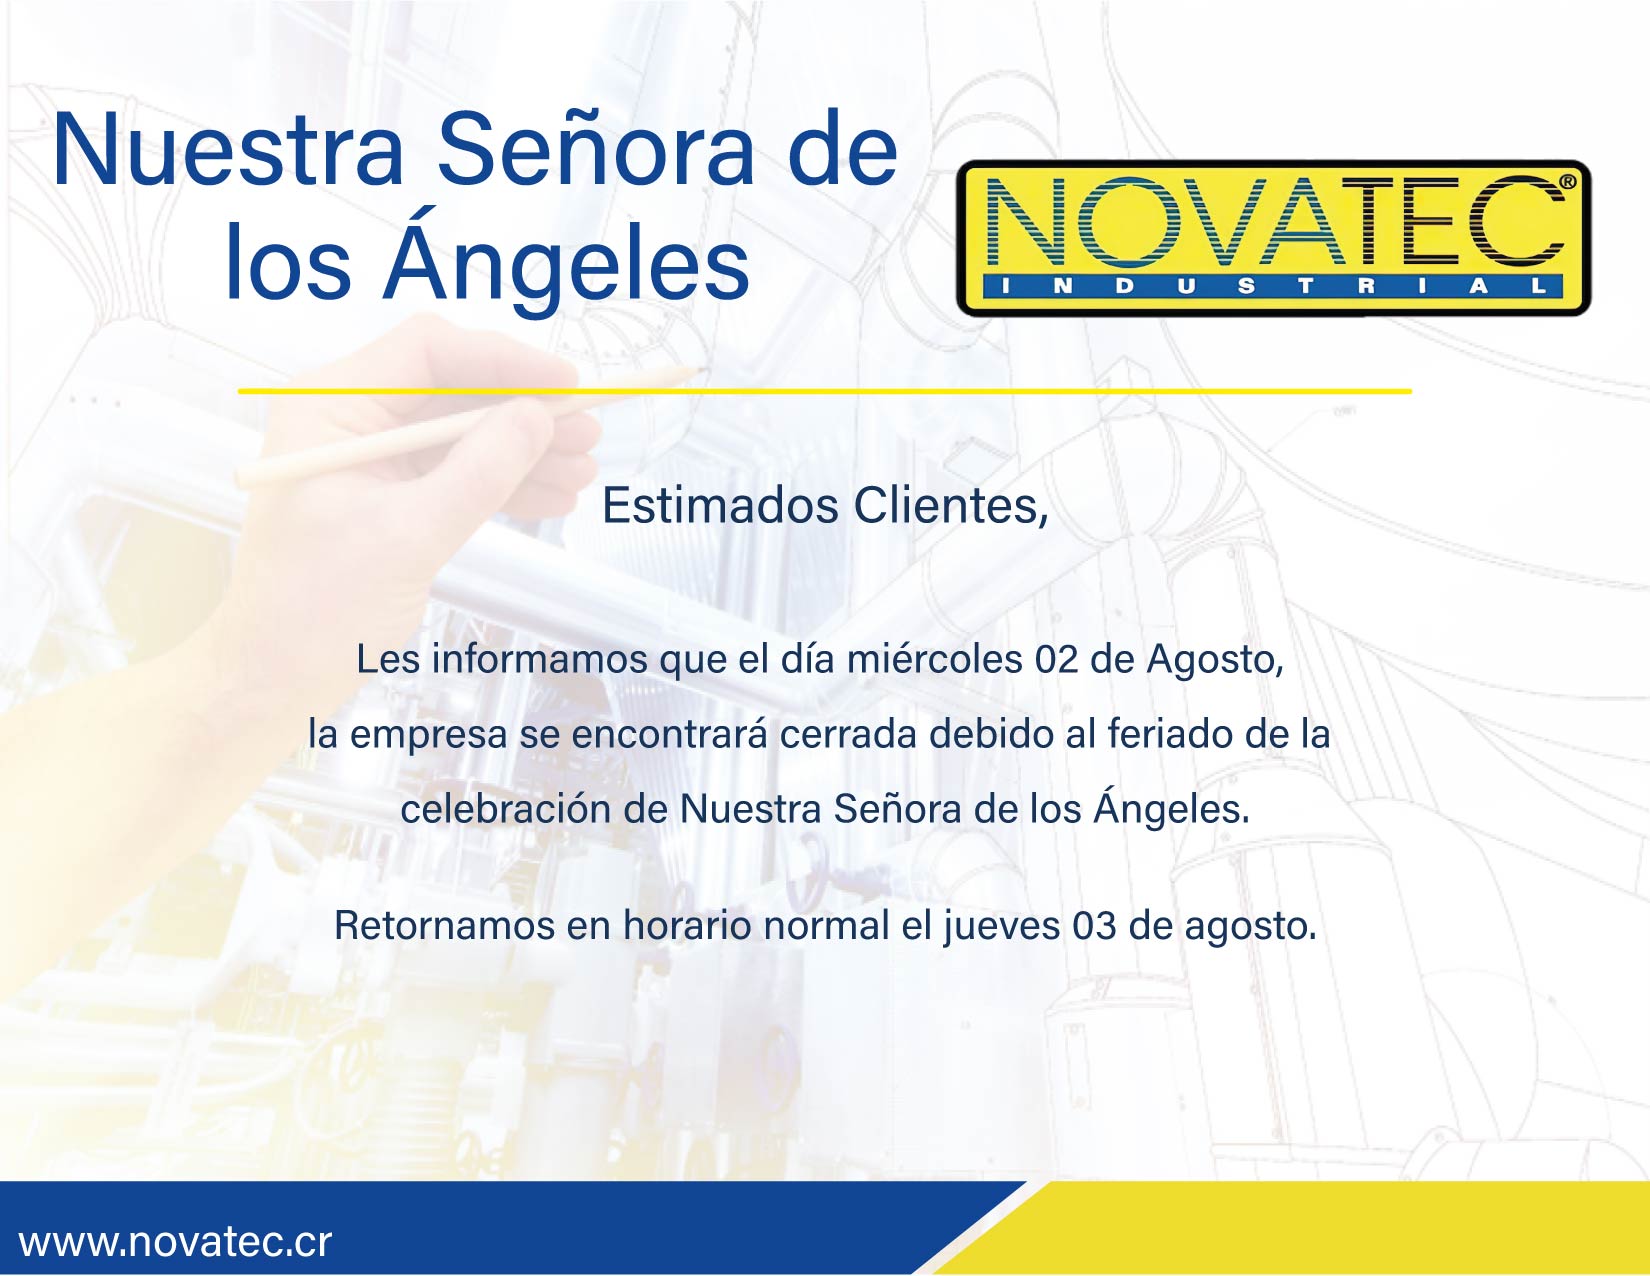 Nuestra Señora de
los Ángeles
NOVATEC®
INDUSTRIAL
Estimados Clientes,
Les informamos que el día miércoles 02 de Agosto,
la empresa se encontrará cerrada debido al feriado de la
celebración de Nuestra Señora de los Ángeles.
Retornamos en horario normal el jueves 03 de agosto.
www.novatec.cr